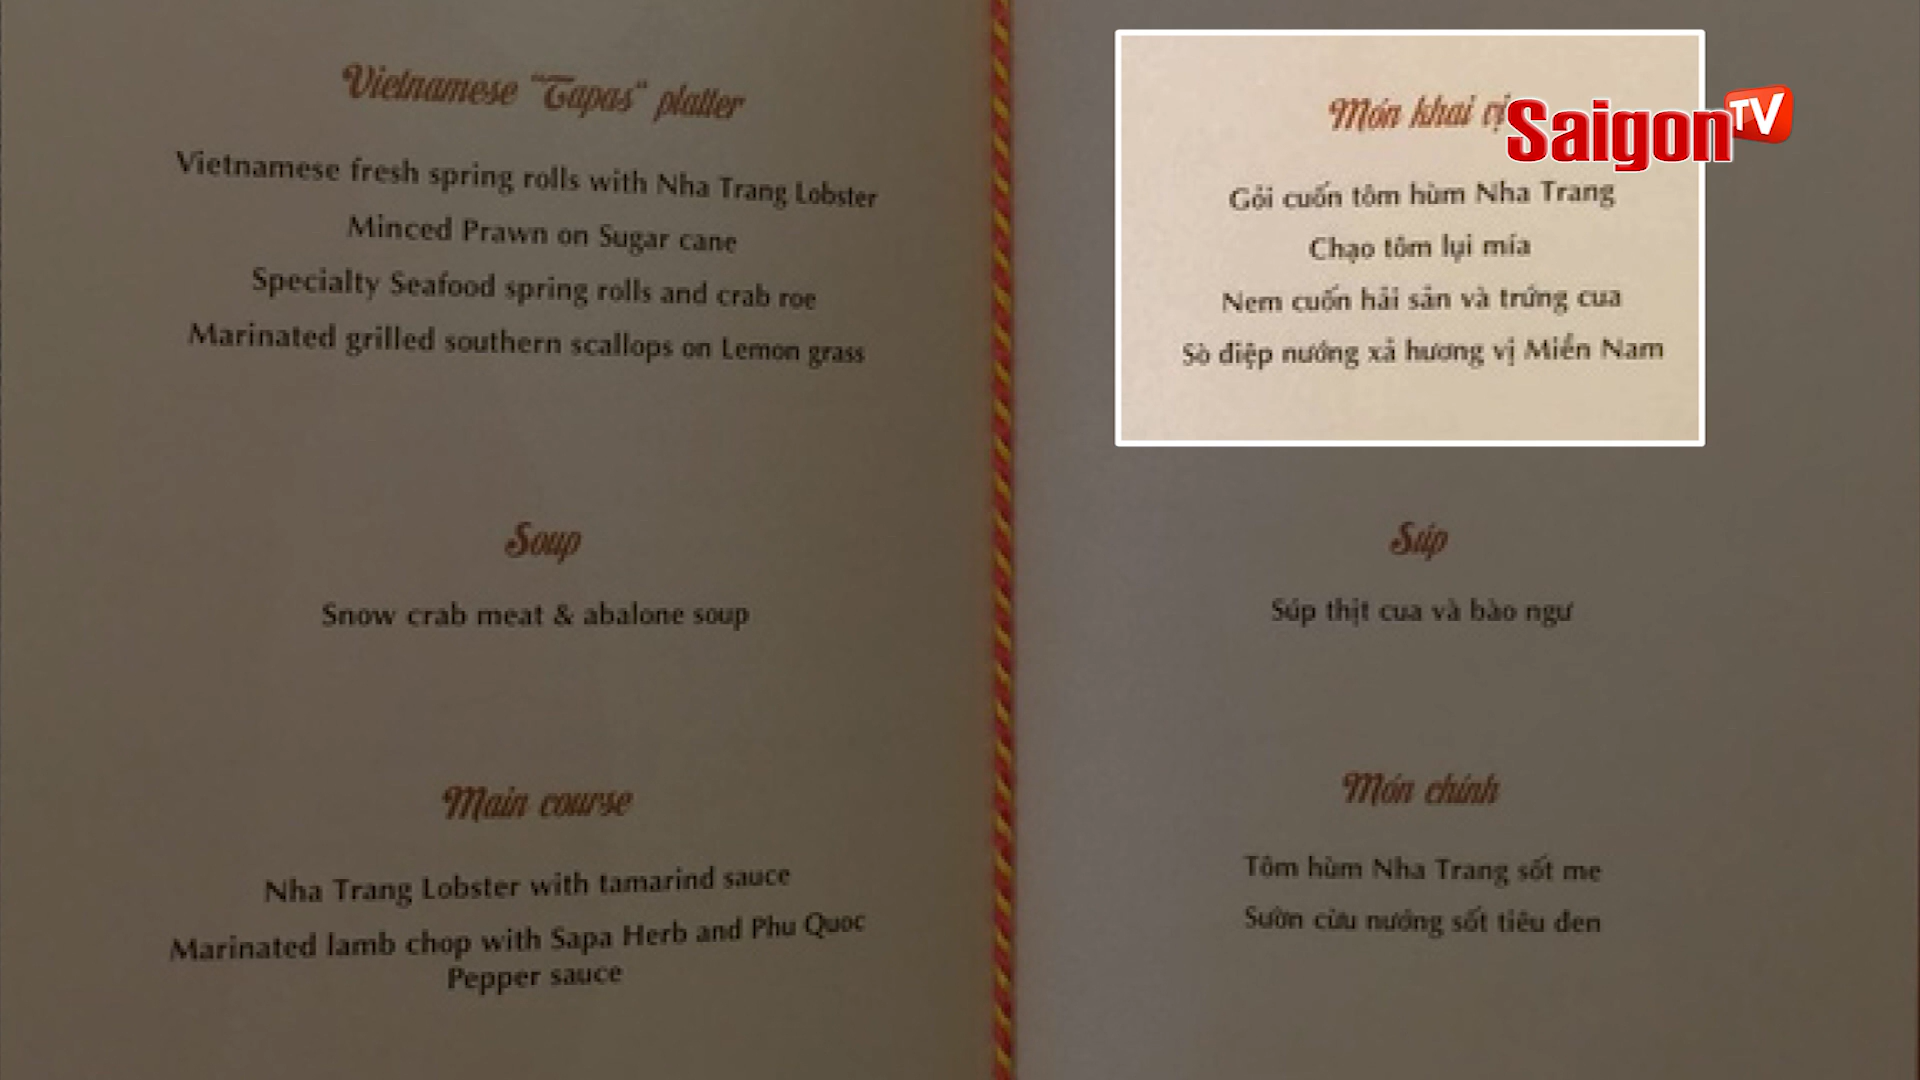 Vietnamese "Tapas" platter
Vietnamese fresh spring rolls with Nha Trang Lobster
Minced Prawn on Sugar cane
Specialty Seafood spring rolls and crab roe
Marinated grilled southern scallops on Lemon grass
Soup
Snow crab meat & abalone soup
Main course
Nha Trang Lobster with tamarind sauce
Marinated lamb chop with Sapa Herb and Phu Quoc
Pepper sauce
Món khai vị
SaigonTV
Gỏi cuốn tôm hùm Nha Trang
Chạo tôm lụi mía
Nem cuốn hải sản và trứng cua
Sò điệp nướng xả hương vị Miền Nam
Súp
Súp thịt cua và bào ngư
Món chính
Tôm hùm Nha Trang sốt me
Sườn cừu nướng sốt tiêu đen